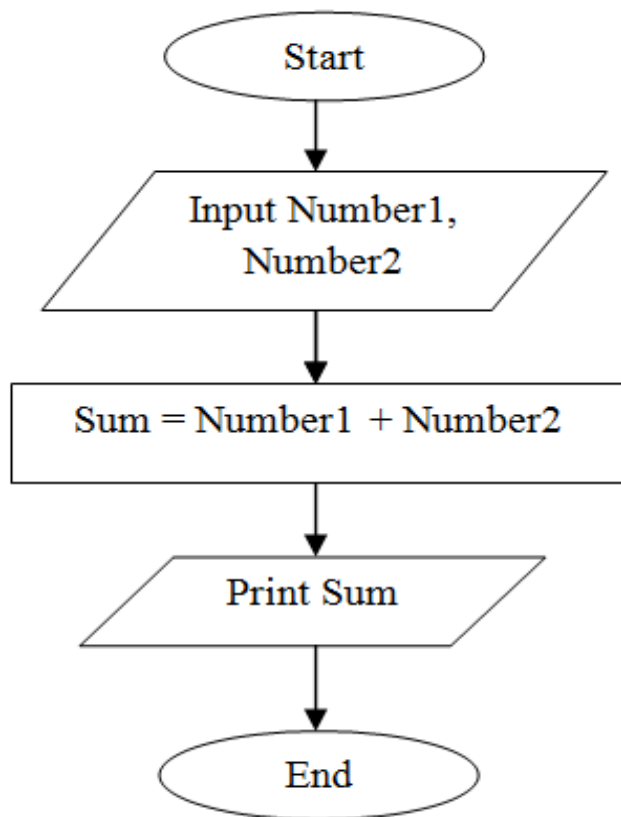 Start
Input Number1,
Number2
Sum = Number1 + Number2
Print Sum
End